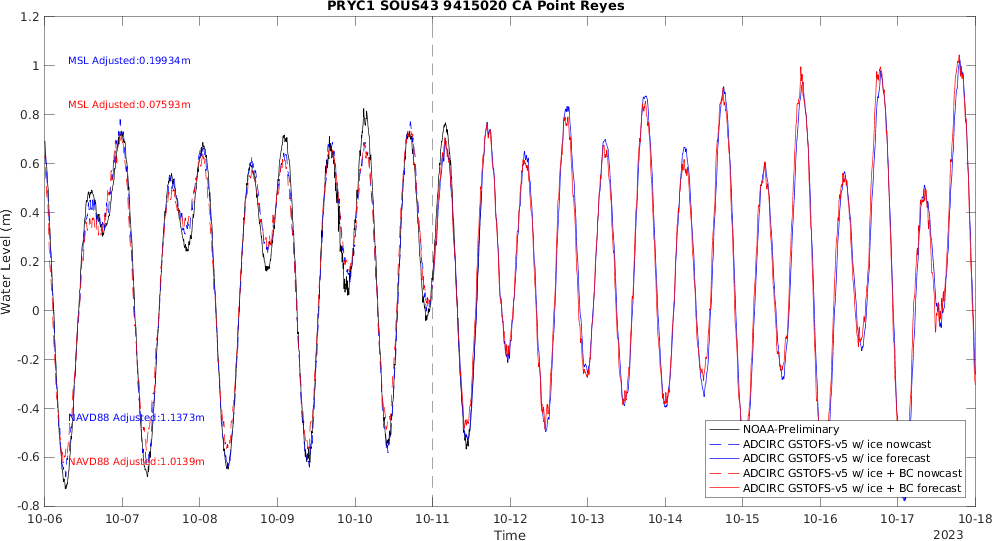 PRYC1 SOUS43 9415020 CA Point Reyes
1.2
1
0.8
0.6
0.4
0.2
0
-0.2
-0.4
-0.6
-0.8
Water Level (m)
MSL Adjusted:0.19934m
MSL Adjusted:0.07593m
NAVD88 Adjusted:1.1373m
NAVD88 Adjusted:1.0139m
NOAA-Preliminary
ADCIRC GSTOFS-v5 w/ ice nowcast
ADCIRC GSTOFS-v5 w/ ice forecast
ADCIRC GSTOFS-v5 w/ ice + BC nowcast
ADCIRC GSTOFS-v5 w/ ice + BC forecast
10-06 10-07 10-08 10-09 10-10 10-11 10-12 10-13 10-14 10-15 10-16 10-17 10-18
Time
2023